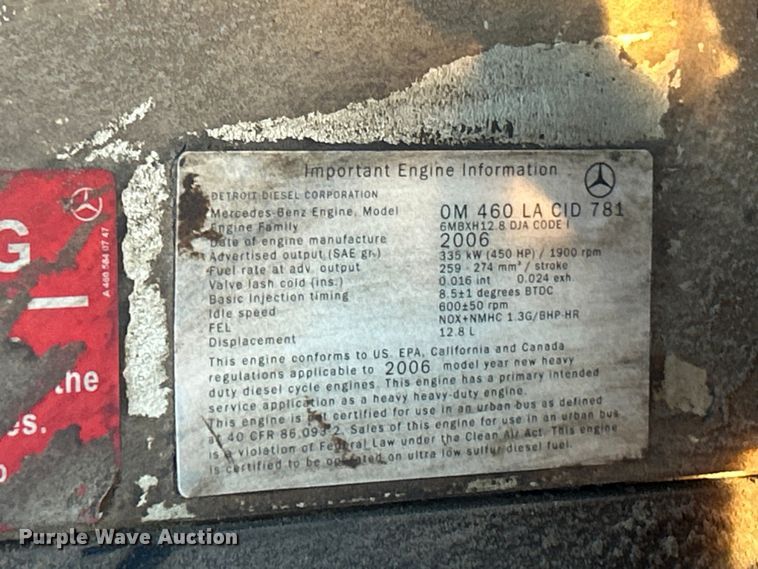 Important Engine Information
DETROIT DIESEL CORPORATION
Mercedes-Benz Engine, Model OM 460 LA CID 781
Engine Family 6MBXH12.8 DJA CODE I
Date of engine manufacture 2006
Advertised output (SAE gr.) 335 kW (450 HP) / 1900 rpm
Fuel rate at adv. output 259 - 274 mm³ / stroke
Valve lash cold (ins.) 0.016 int 0.024 exh.
Basic injection timing 8.5±1 degrees BTDC
Idle speed 600±50 rpm
FEL NOX+NMHC 1.3G/BHP-HR
Displacement 12.8 L
This engine conforms to US. EPA, California and Canada
regulations applicable to 2006 model year new heavy
duty diesel cycle engines. This engine has a primary intended
service application as a heavy heavy-duty engine.
This engine is not certified for use in an urban bus as defined
at 40 CFR 86.093-2. Sales of this engine for use in an urban bus
is a violation of Federal Law under the Clean Air Act. This engine
is certified to be operated on ultra low sulfur diesel fuel.
G
A 460 584 07 47
the
es.
o
Purple Wave Auction